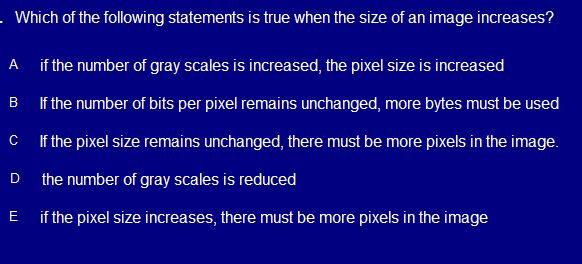 . Which of the following statements is true when the size of an image increases?
A if the number of gray scales is increased, the pixel size is increased
B If the number of bits per pixel remains unchanged, more bytes must be used
C If the pixel size remains unchanged, there must be more pixels in the image.
D the number of gray scales is reduced
E if the pixel size increases, there must be more pixels in the image